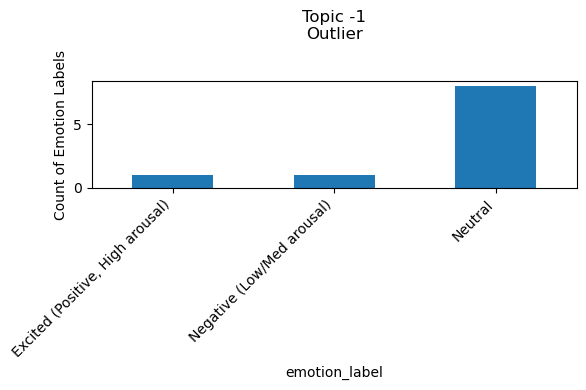 Topic -1
Outlier
Count of Emotion Labels
5
0
Excited (Positive, High arousal)
Negative (Low/Med arousal)
Neutral
emotion_label